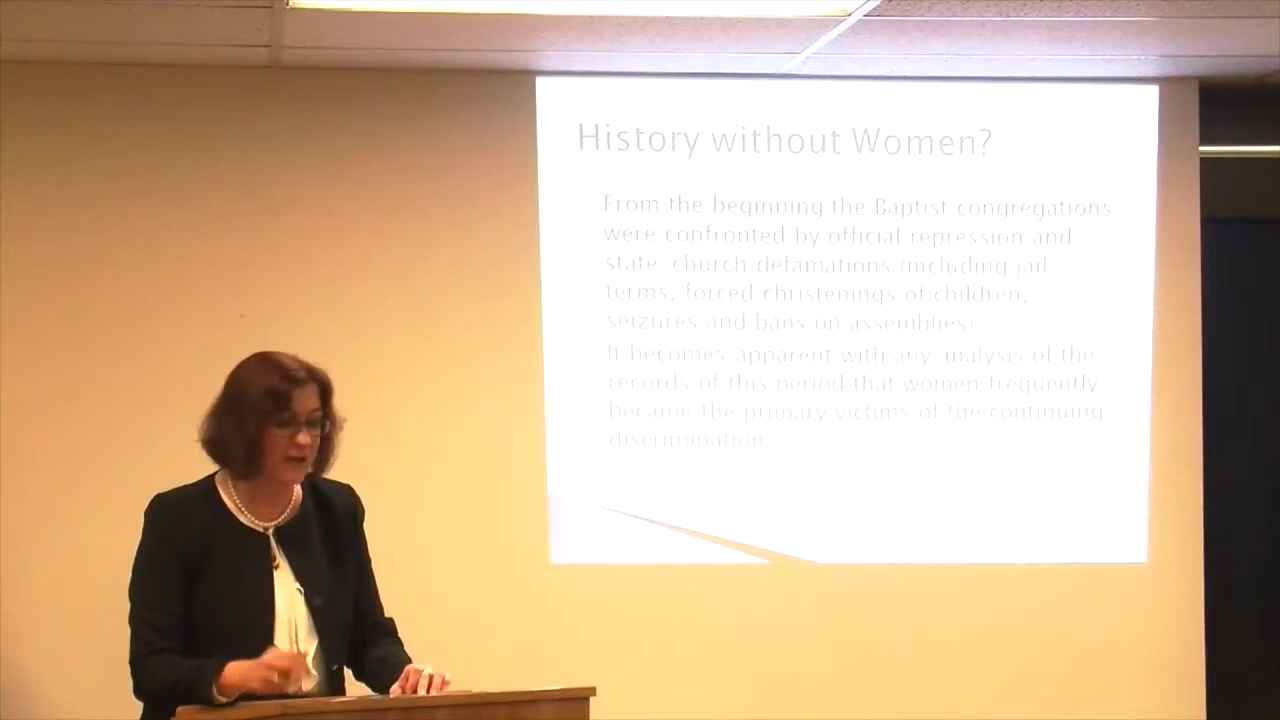 History without Women?
From the beginning the Baptist congregations
were confronted by official repression and
state church defamations (including jail
terms, forced christenings of children,
seizures and bans on assemblies).
It becomes apparent with any analysis of the
records of this period that women frequently
became the primary victims of the continuing
discrimination.